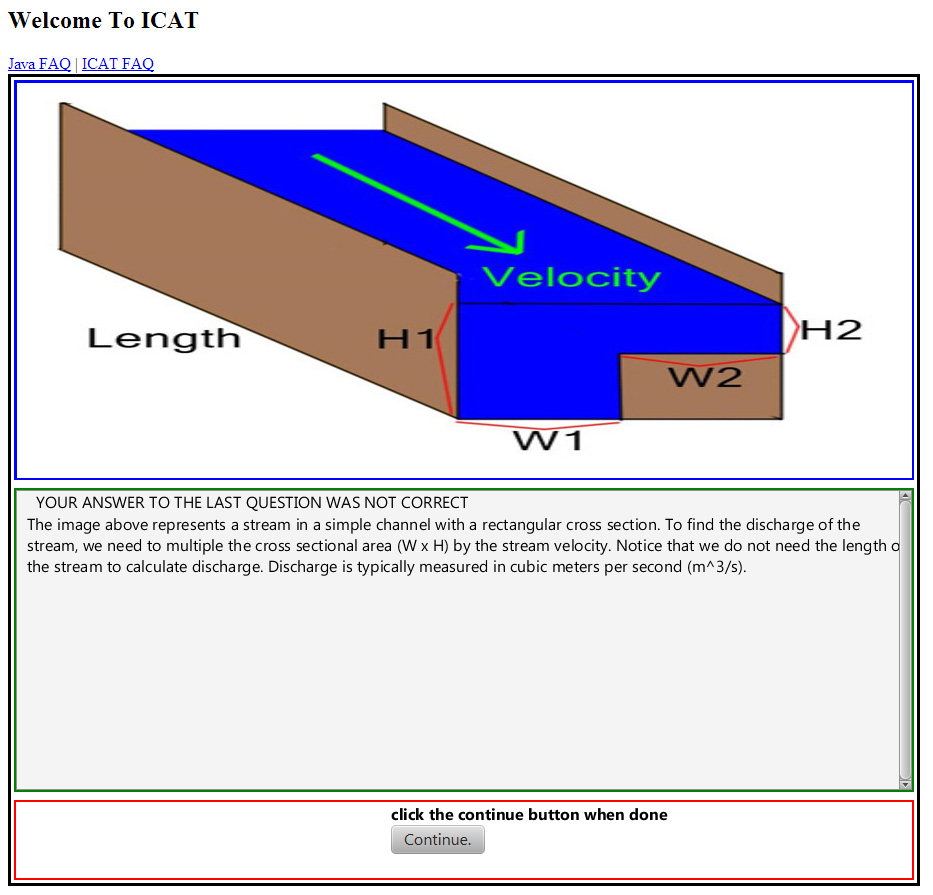 Welcome To ICAT
Java FAQ | ICAT FAQ
Velocity
Length
H1
H2
W2
W1
YOUR ANSWER TO THE LAST QUESTION WAS NOT CORRECT
The image above represents a stream in a simple channel with a rectangular cross section. To find the discharge of the
stream, we need to multiple the cross sectional area (W x H) by the stream velocity. Notice that we do not need the length o
the stream to calculate discharge. Discharge is typically measured in cubic meters per second (m^3/s).
click the continue button when done
Continue.